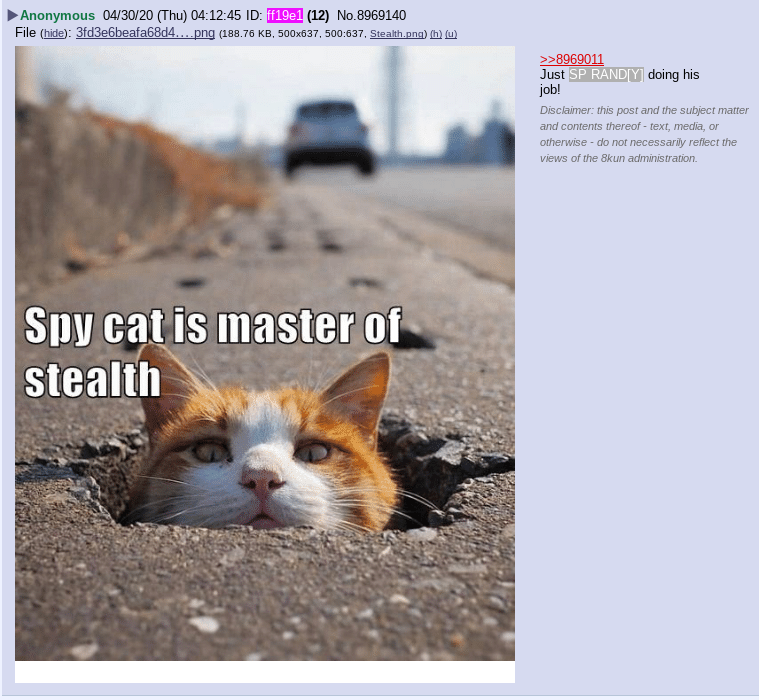 Anonymous 04/30/20 (Thu) 04:12:45 ID: ff19e1 (12) No.8969140
File (hide): 3fd3e6beafa68d4….png (188.76 KB, 500x637, 500:637, Stealth.png) (h) (u)
>>8969011
Just SP RAND[Y] doing his
job!
Disclaimer: this post and the subject matter
and contents thereof - text, media, or
otherwise - do not necessarily reflect the
views of the 8kun administration.
Spy cat is master of
stealth